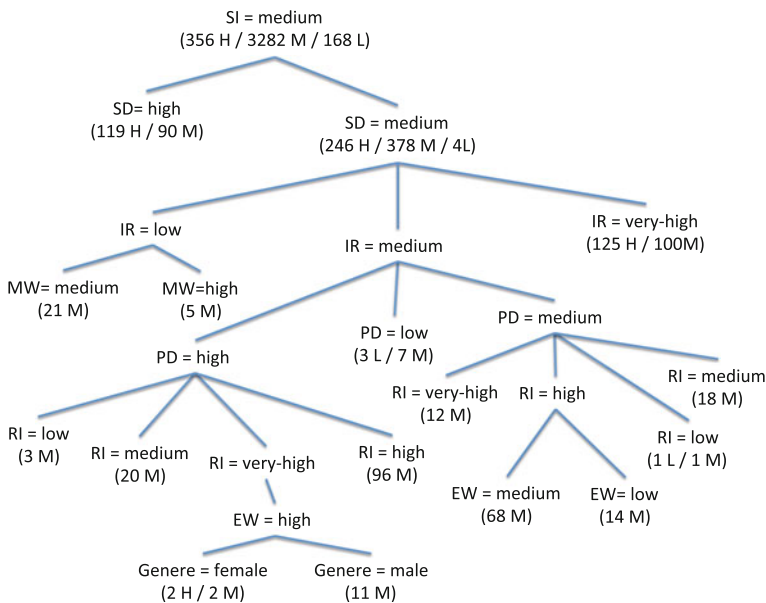 SI = medium
(356 H / 3282 M / 168 L)
SD= high
(119 H / 90 M)
SD = medium
(246 H / 378 M / 4L)
IR = low
IR = medium
IR = very-high
(125 H / 100M)
MW= medium
(21 M)
MW=high
(5 M)
PD = high
PD = low
(3 L / 7 M)
PD = medium
RI = low
(3 M)
RI = medium
(20 M)
RI = very-high
RI = high
(96 M)
RI = very-high
(12 M)
RI = high
RI = low
(1 L / 1 M)
RI = medium
(18 M)
EW = high
EW = medium
(68 M)
EW= low
(14 M)
Genere = female
(2 H / 2 M)
Genere = male
(11 M)